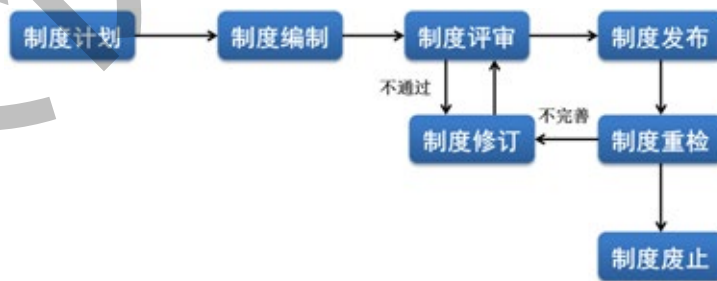 制度计划
制度编制
制度评审
制度发布
不通过
不完善
制度修订
制度重检
制度废止